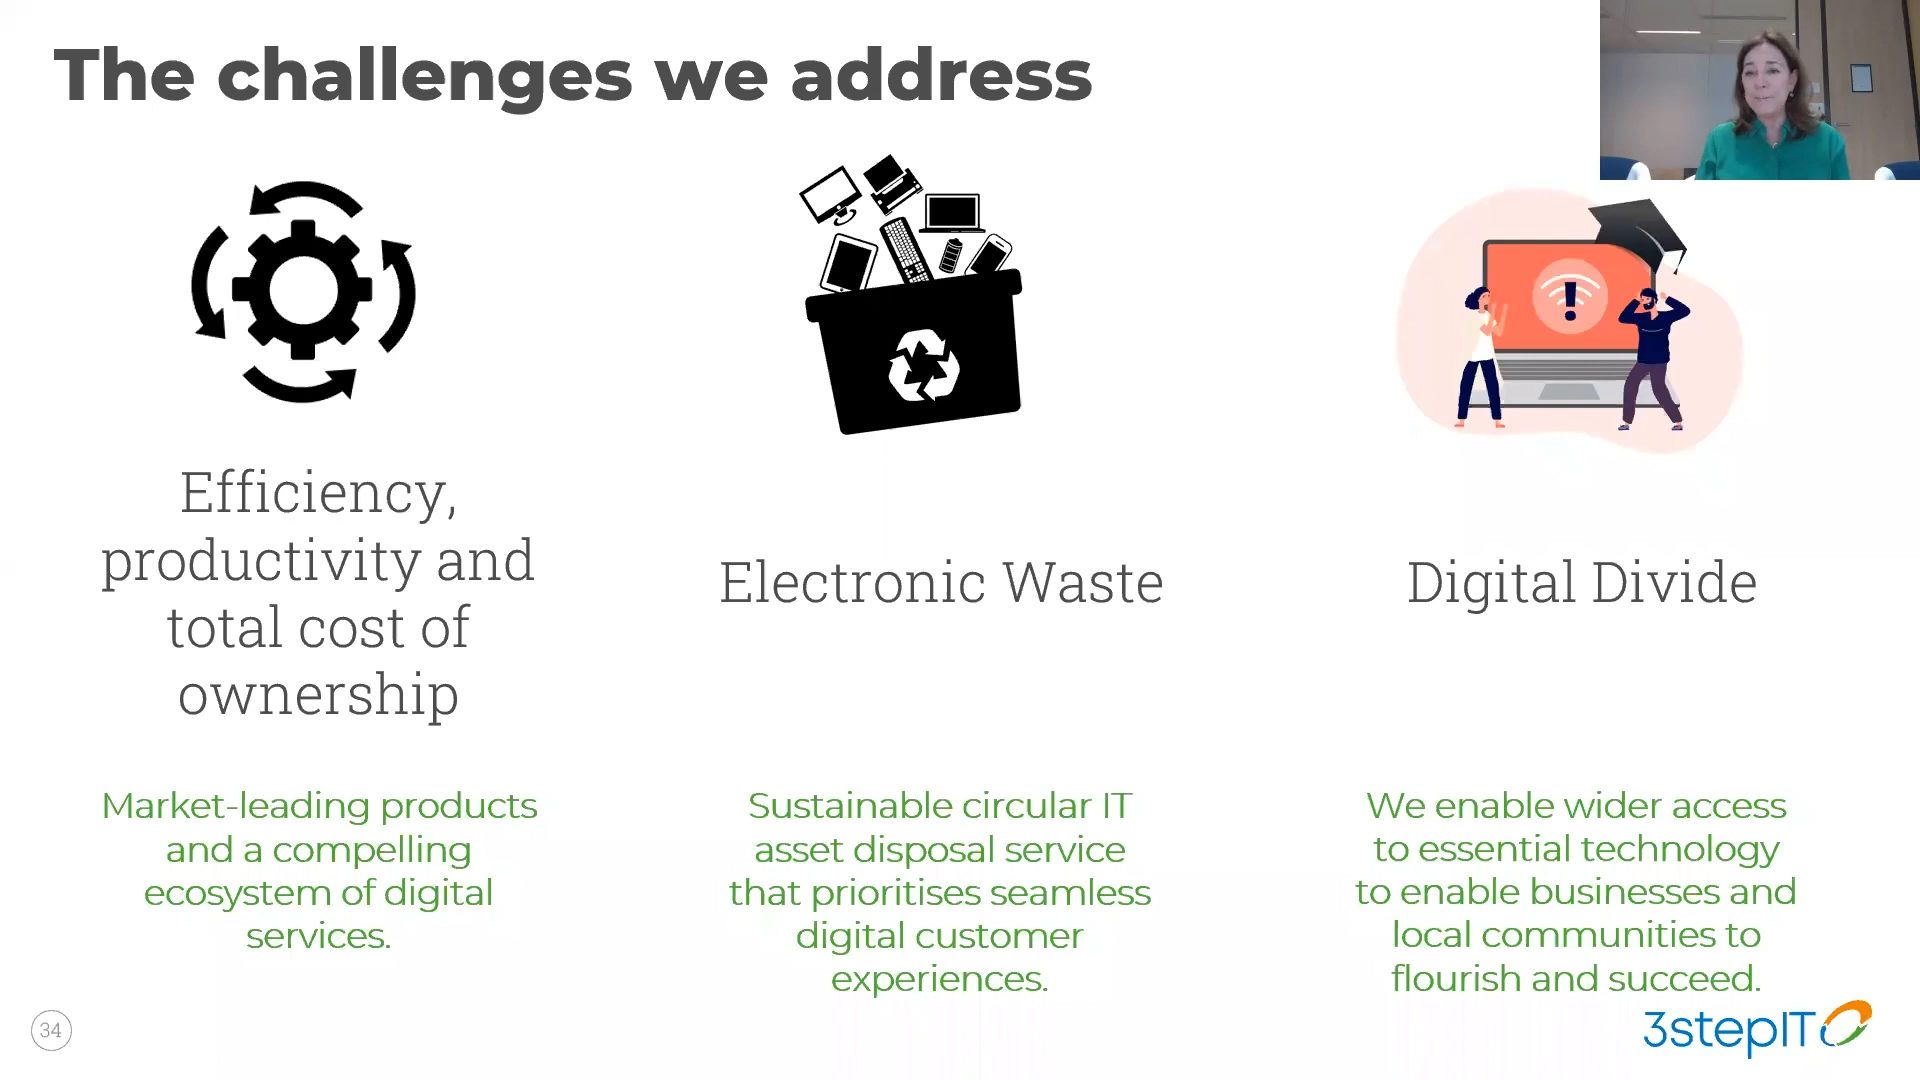 The challenges we address
Efficiency,
productivity and
total cost of
ownership
Electronic Waste
Digital Divide
Market-leading products
and a compelling
ecosystem of digital
services.
Sustainable circular IT
asset disposal service
that prioritises seamless
digital customer
experiences.
We enable wider access
to essential technology
to enable businesses and
local communities to
flourish and succeed.
34
3stepIT